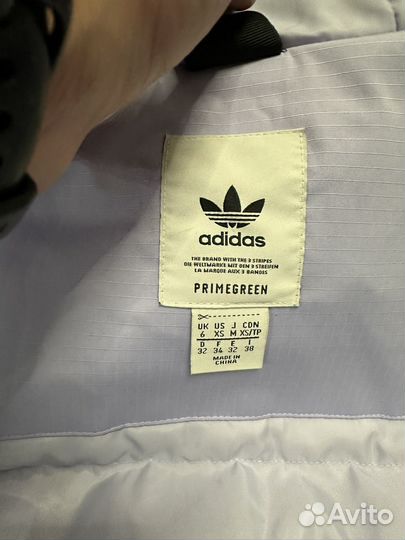 adidas
THE BRAND WITH THE 3 STRIPES
DIE WELTMARKE MIT DEN 3 STREIFEN
LA MARQUE AUX 3 BANDES
PRIMEGREEN
UK US J CDN
6 XS M XS/TP
D F E I
32 34 32 38
MADE IN
CHINA
Avito